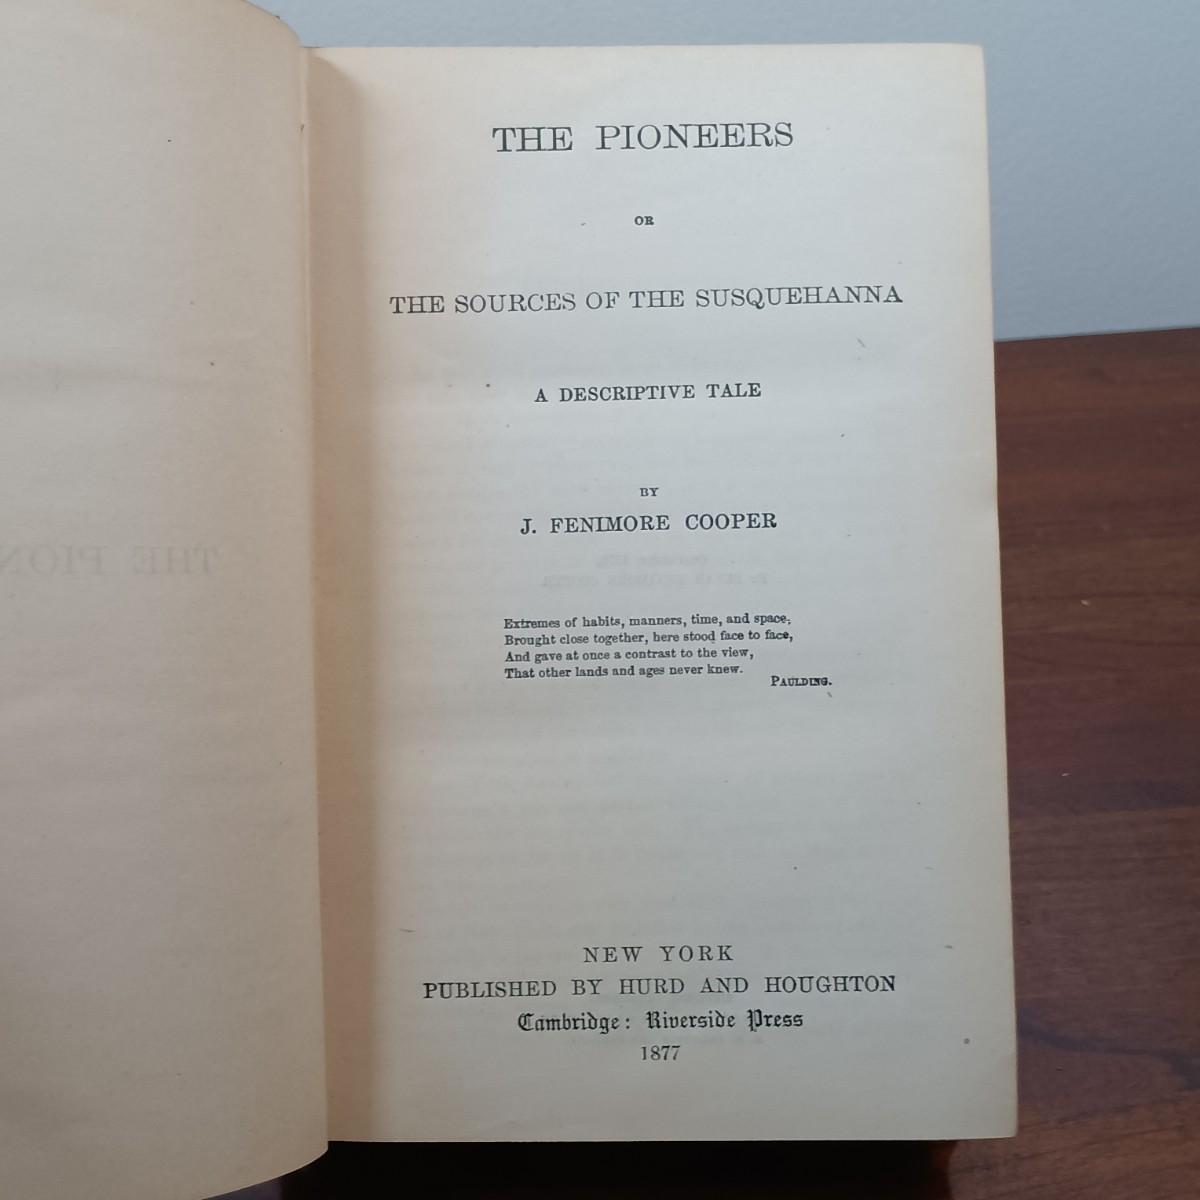 THE PIONEERS
OR
THE SOURCES OF THE SUSQUEHANNA
A DESCRIPTIVE TALE
BY
J. FENIMORE COOPER
Extremes of habits, manners, time, and space,
Brought close together, here stood face to face,
And gave at once a contrast to the view,
That other lands and ages never knew.
PAULDING.
NEW YORK
PUBLISHED BY HURD AND HOUGHTON
Cambridge: Riverside Press
1877